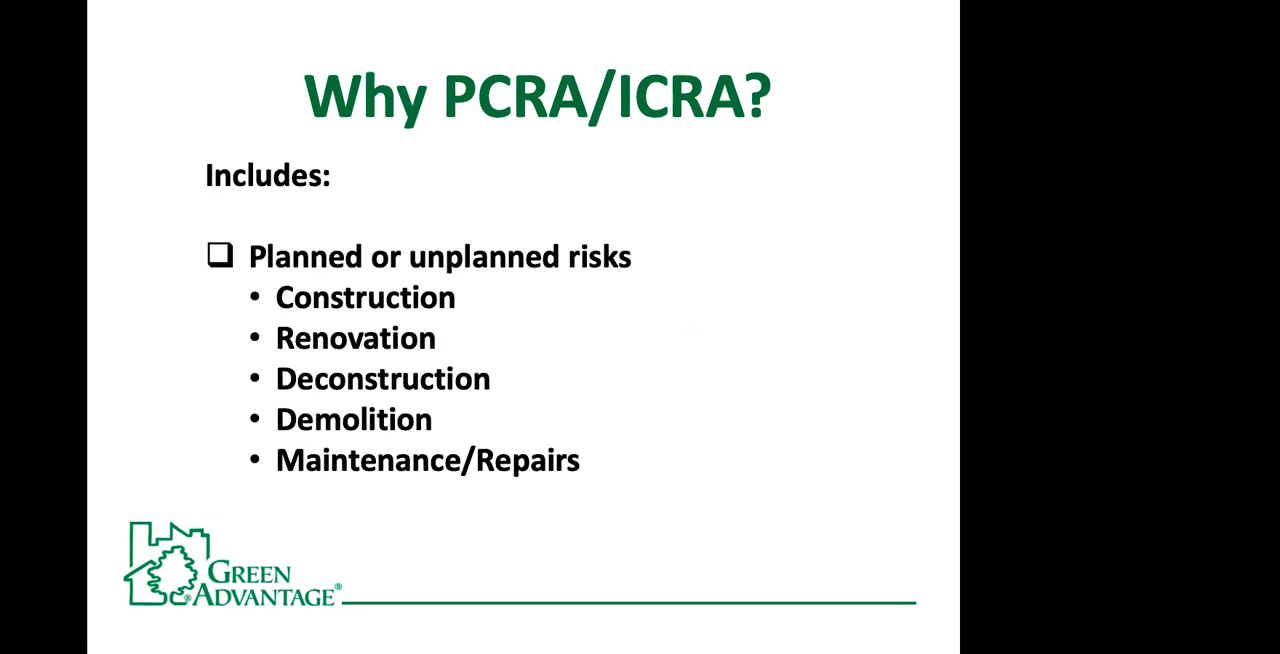 Why PCRA/ICRA?
Includes:
❑ Planned or unplanned risks
• Construction
• Renovation
• Deconstruction
• Demolition
• Maintenance/Repairs
GREEN
® ADVANTAGE®